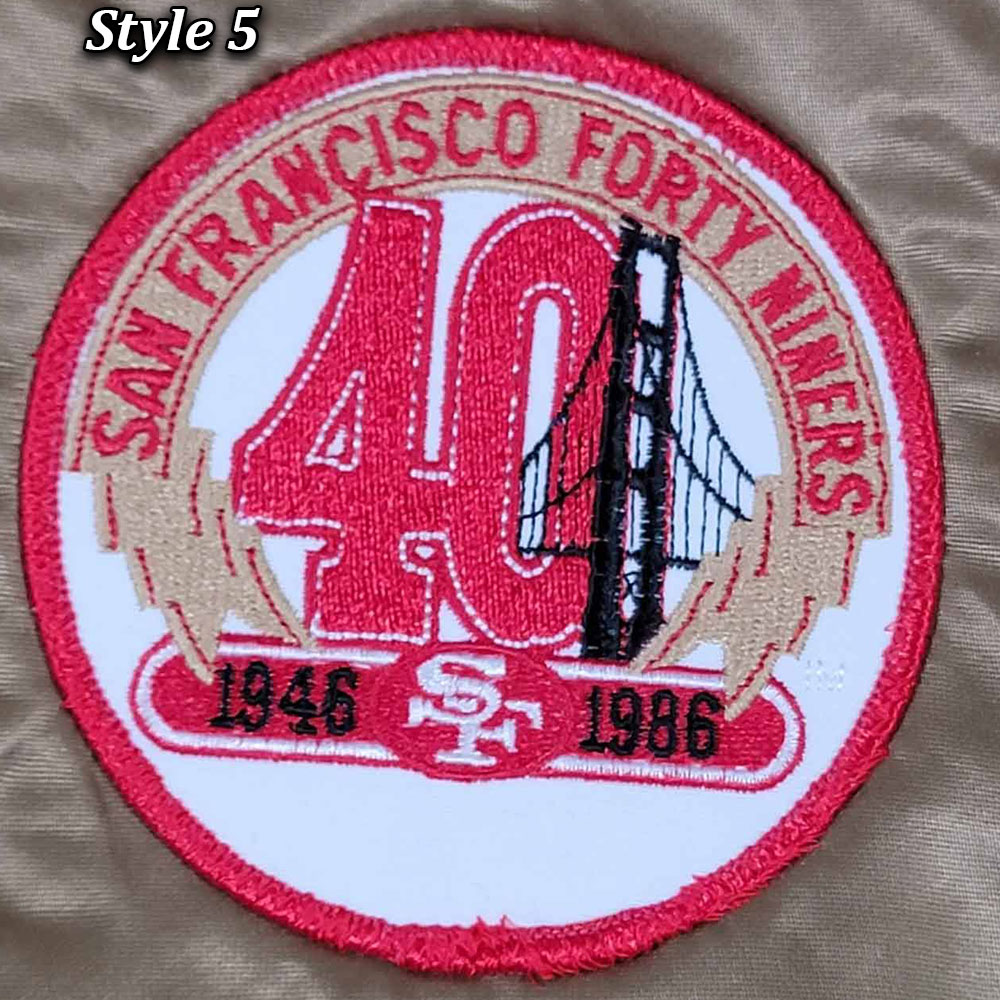 Style 5
SAN FRANCISCO FORTY NINERS
40
1946 SF 1986